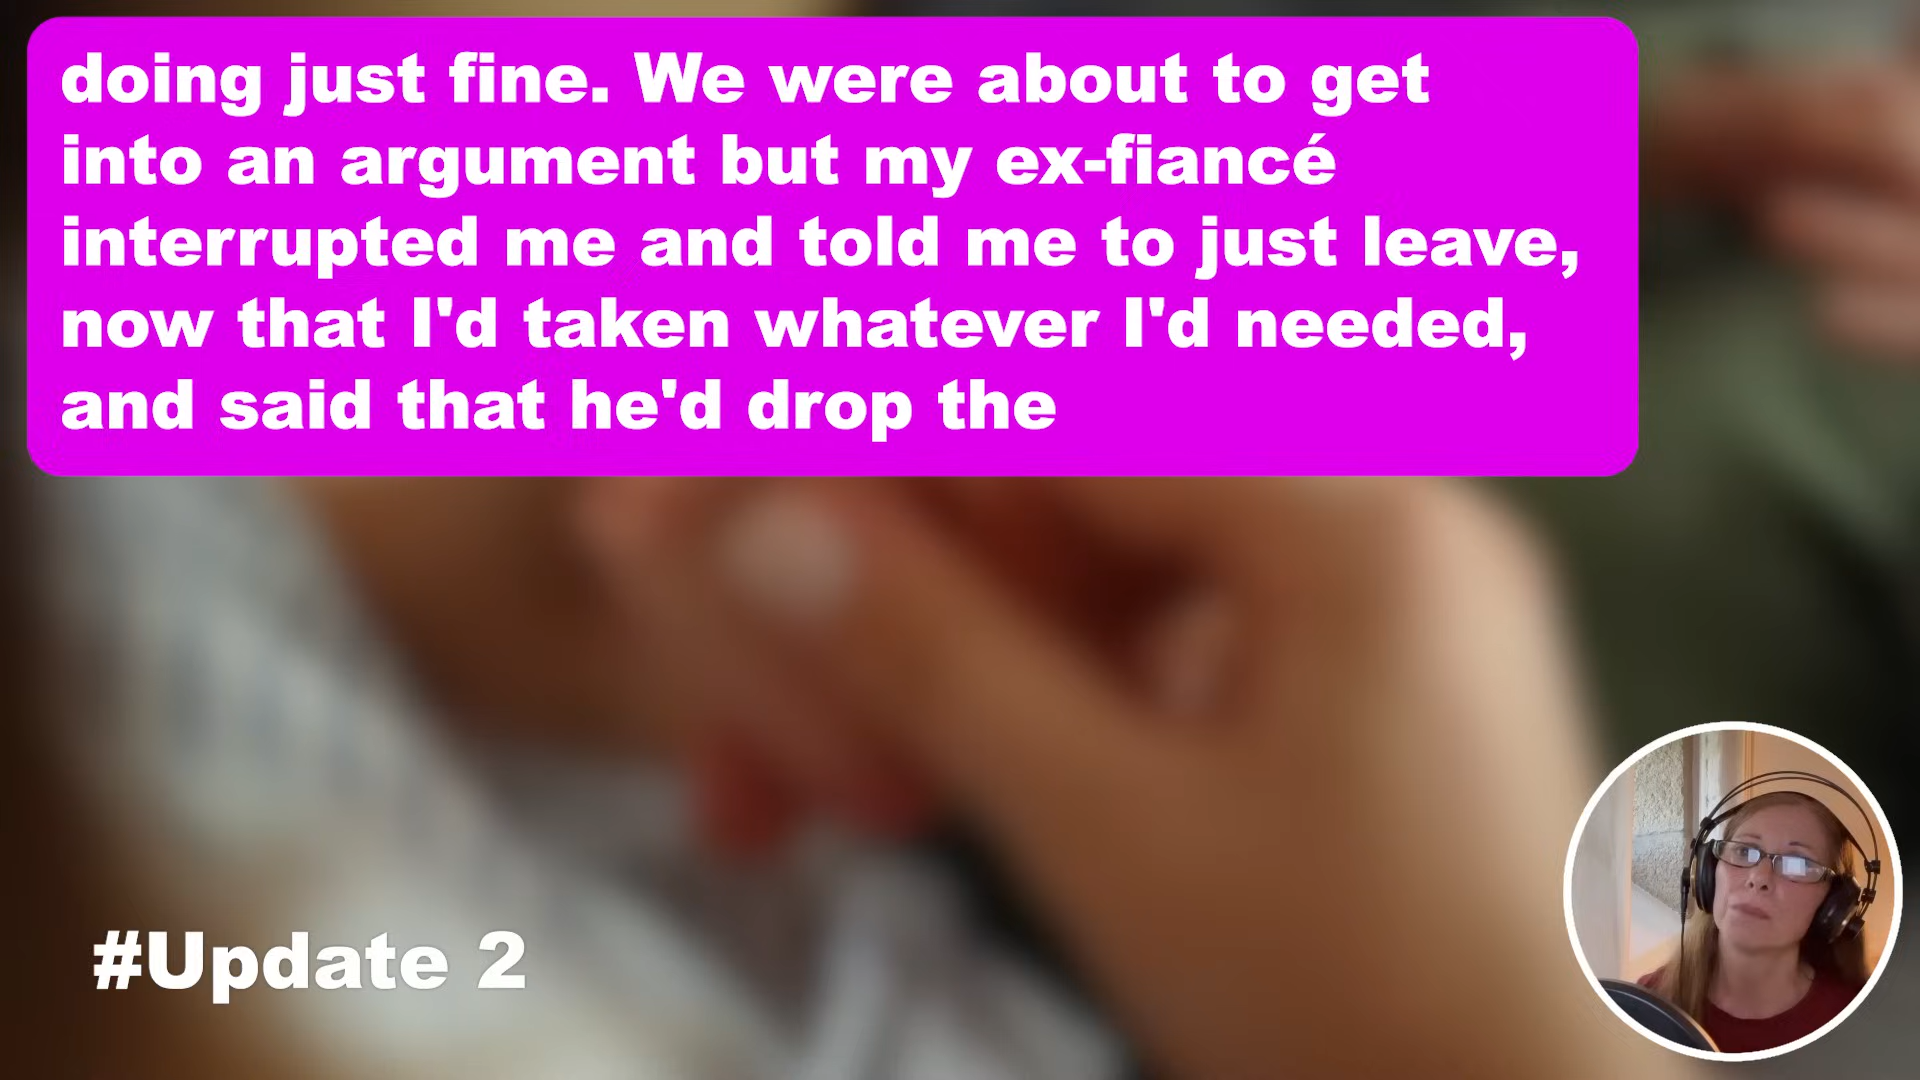 doing just fine. We were about to get
into an argument but my ex-fiancé
interrupted me and told me to just leave,
now that I'd taken whatever I'd needed,
and said that he'd drop the
#Update 2